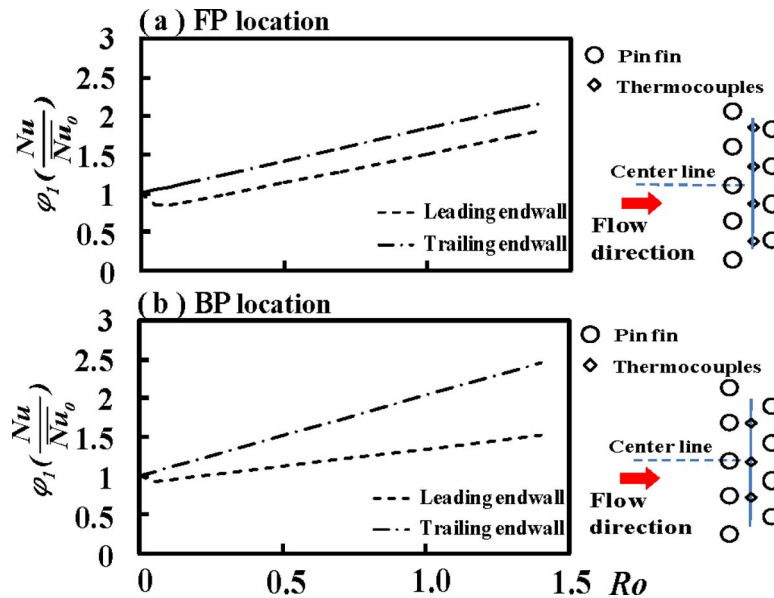 ( a ) FP location
3
2.5
2
1.5
1
0.5
0
φ1 ( Nu / Nu0 )
Leading endwall
Trailing endwall
Pin fin
Thermocouples
Center line
Flow
direction
( b ) BP location
3
2.5
2
1.5
1
0.5
0
φ1 ( Nu / Nu0 )
Leading endwall
Trailing endwall
0
0.5
1.0
1.5
Ro
Pin fin
Thermocouples
Center line
Flow
direction